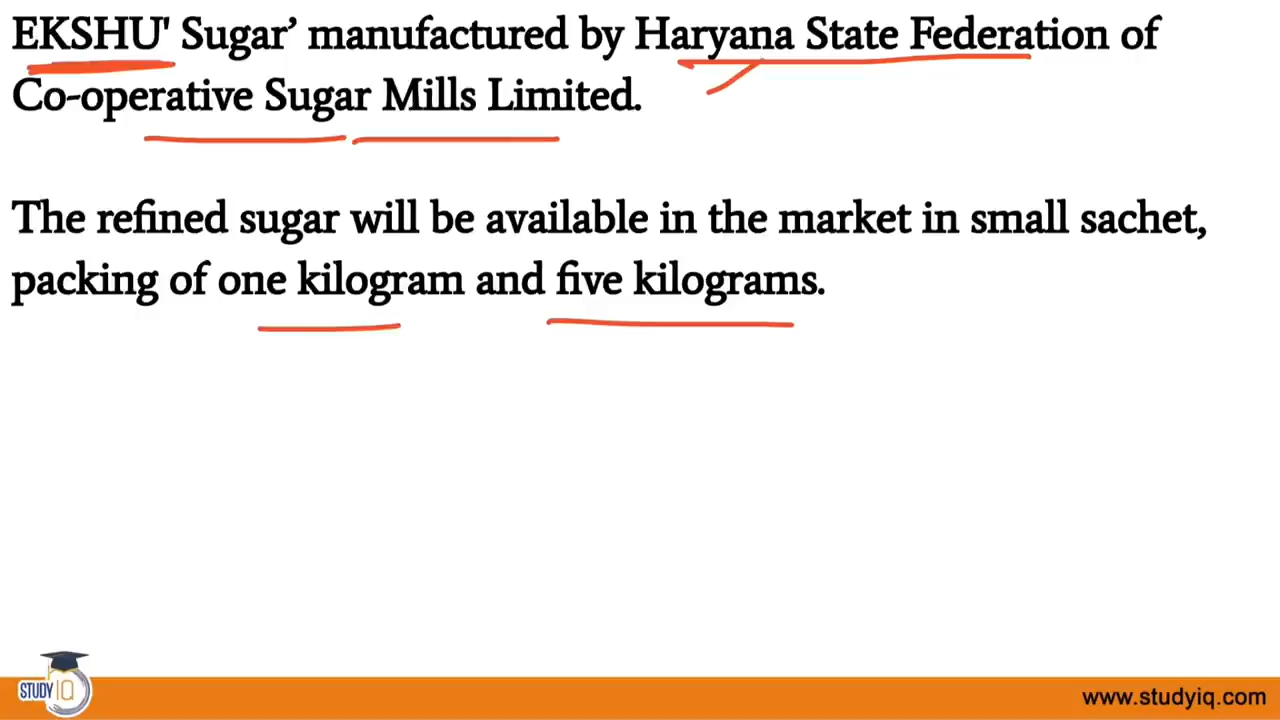 EKSHU' Sugar’ manufactured by Haryana State Federation of
Co-operative Sugar Mills Limited.
The refined sugar will be available in the market in small sachet,
packing of one kilogram and five kilograms.
STUDY IQ
www.studyiq.com